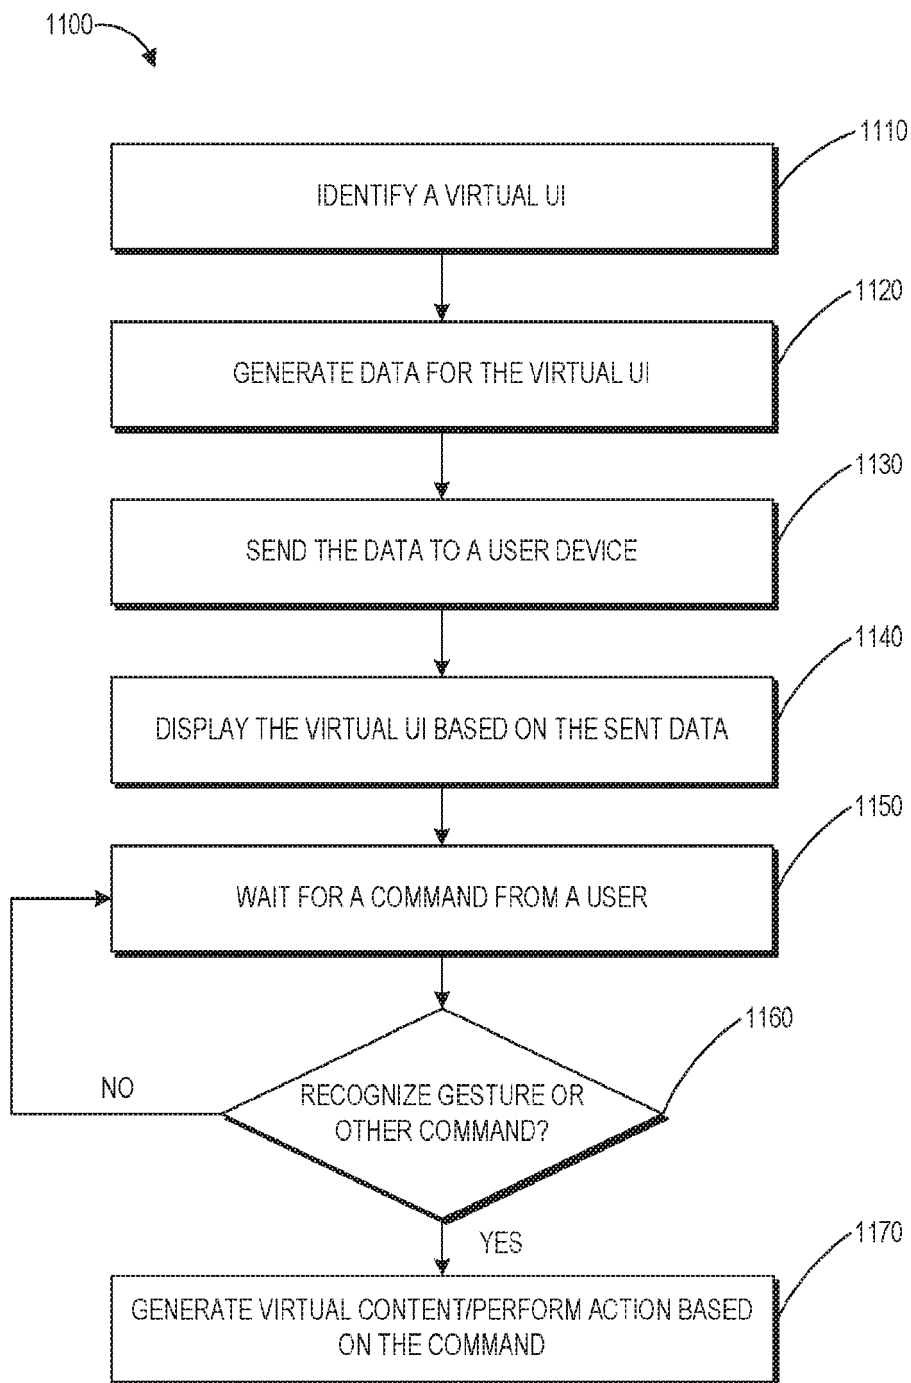 1100
1110
IDENTIFY A VIRTUAL UI
1120
GENERATE DATA FOR THE VIRTUAL UI
1130
SEND THE DATA TO A USER DEVICE
1140
DISPLAY THE VIRTUAL UI BASED ON THE SENT DATA
1150
WAIT FOR A COMMAND FROM A USER
1160
NO
RECOGNIZE GESTURE OR
OTHER COMMAND?
YES
1170
GENERATE VIRTUAL CONTENT/PERFORM ACTION BASED
ON THE COMMAND